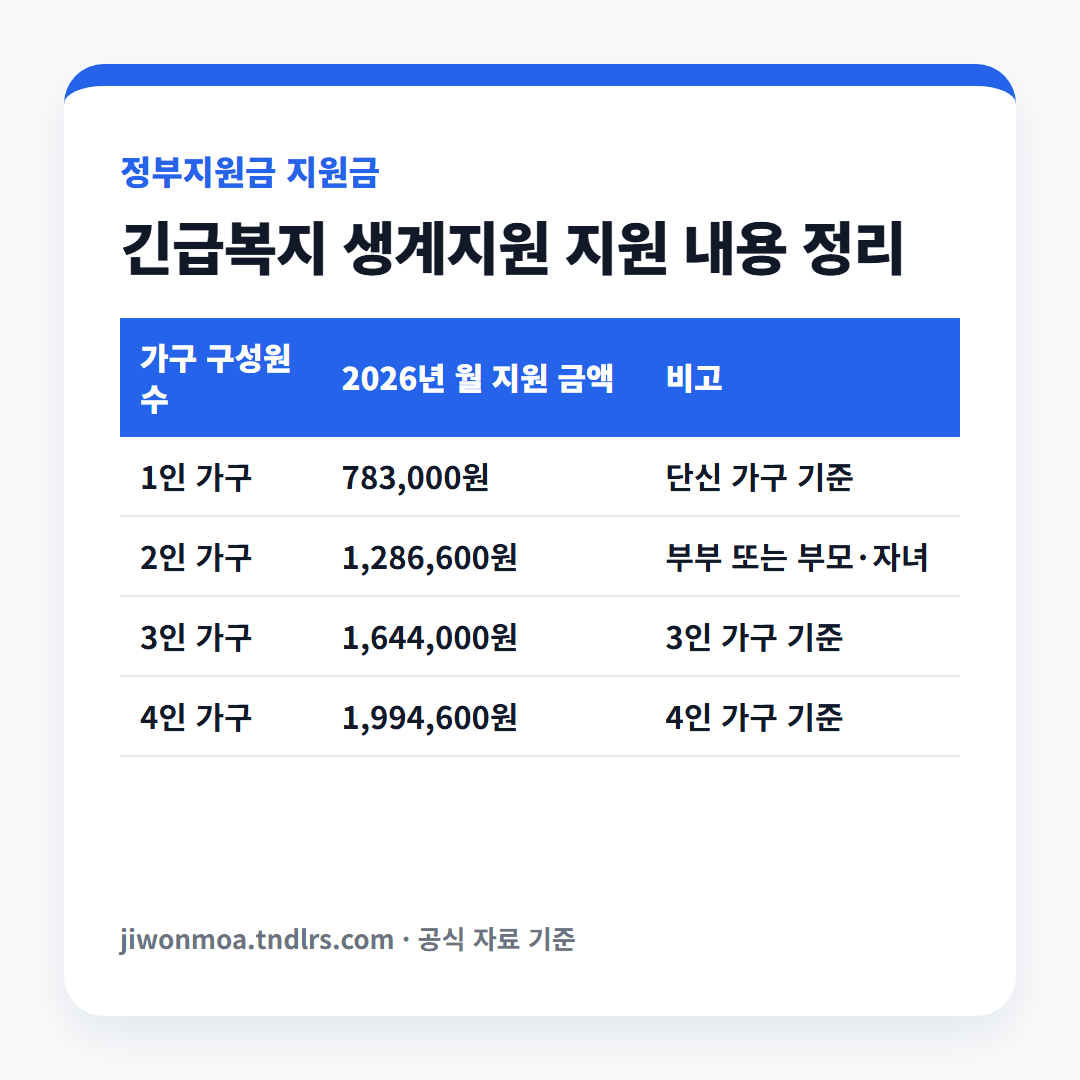 정부지원금 지원금
긴급복지 생계지원 지원 내용 정리
가구 구성원 수 2026년 월 지원 금액 비고
1인 가구 783,000원 단신 가구 기준
2인 가구 1,286,600원 부부 또는 부모·자녀
3인 가구 1,644,000원 3인 가구 기준
4인 가구 1,994,600원 4인 가구 기준
jiwonmoa.tndlrs.com · 공식 자료 기준